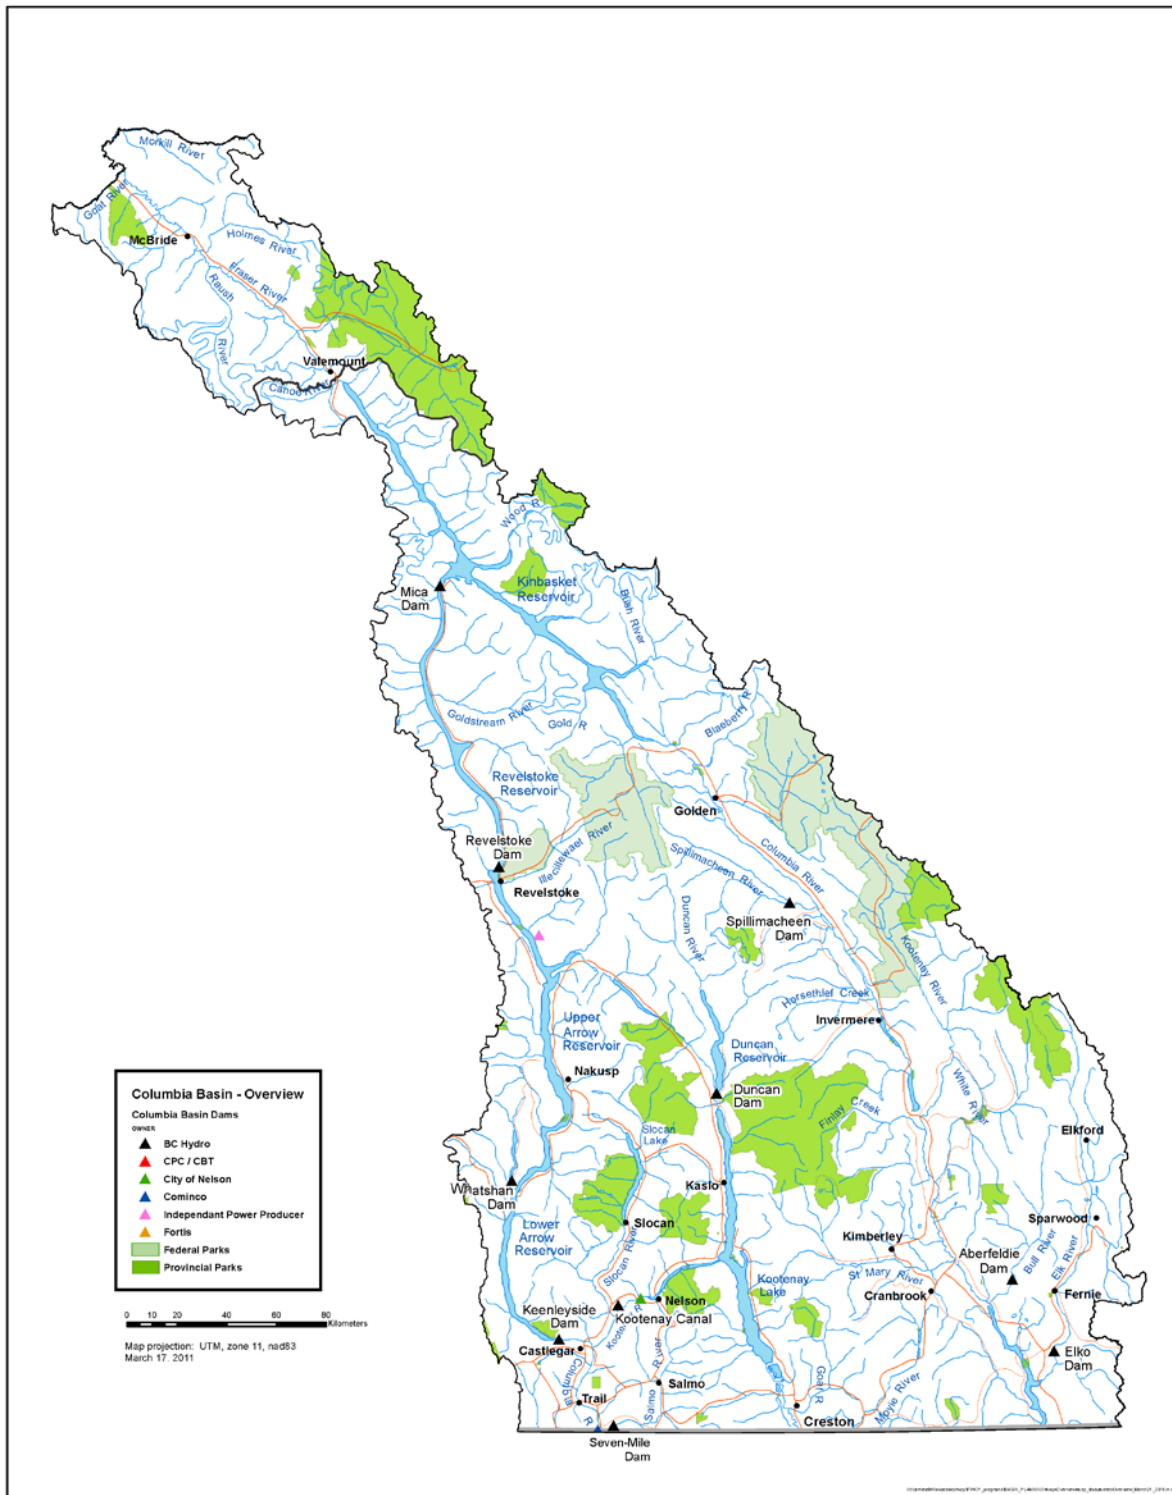 Morkill River
Goat River
McBride
Holmes River
Fraser River
Raush
River
Valemount
Canoe River
Wood R
Kinbasket
Reservoir
Mica
Dam
Bush River
Goldstream River
Gold R
Blaeberry R
Revelstoke
Reservoir
Golden
Revelstoke
Dam
Illecillewaet River
Revelstoke
Columbia River
Spillimacheen River
Duncan River
Spillimacheen
Dam
Kootenay River
Horsethief Creek
Invermere
Upper
Arrow
Reservoir
Duncan
Reservoir
Nakusp
Duncan
Dam
White River
Finlay Creek
Slocan
Lake
Elkford
Whatshan
Dam
Kaslo
Lower
Arrow
Reservoir
Slocan
Slocan River
Sparwood
Kimberley
Bull River
Elk River
Aberfeldie
Dam
St Mary River
Cranbrook
Fernie
Kootenay
Lake
Nelson
Keenleyside
Dam
Kootenay R
Kootenay Canal
Castlegar
Elko
Dam
Columbia R
Salmo River
Salmo
Trail
Goat R
Moyie River
Creston
Seven-Mile
Dam
Columbia Basin - Overview
Columbia Basin Dams
OWNER
BC Hydro
CPC / CBT
City of Nelson
Cominco
Independant Power Producer
Fortis
Federal Parks
Provincial Parks
0 10 20 40 60 80
Kilometers
Map projection: UTM, zone 11, nad83
March 17, 2011